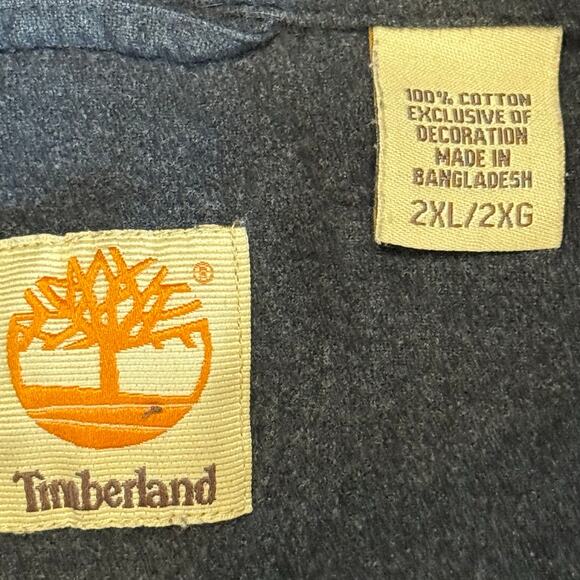 100% COTTON
EXCLUSIVE OF
DECORATION
MADE IN
BANGLADESH
2XL/2XG
®
Timberland